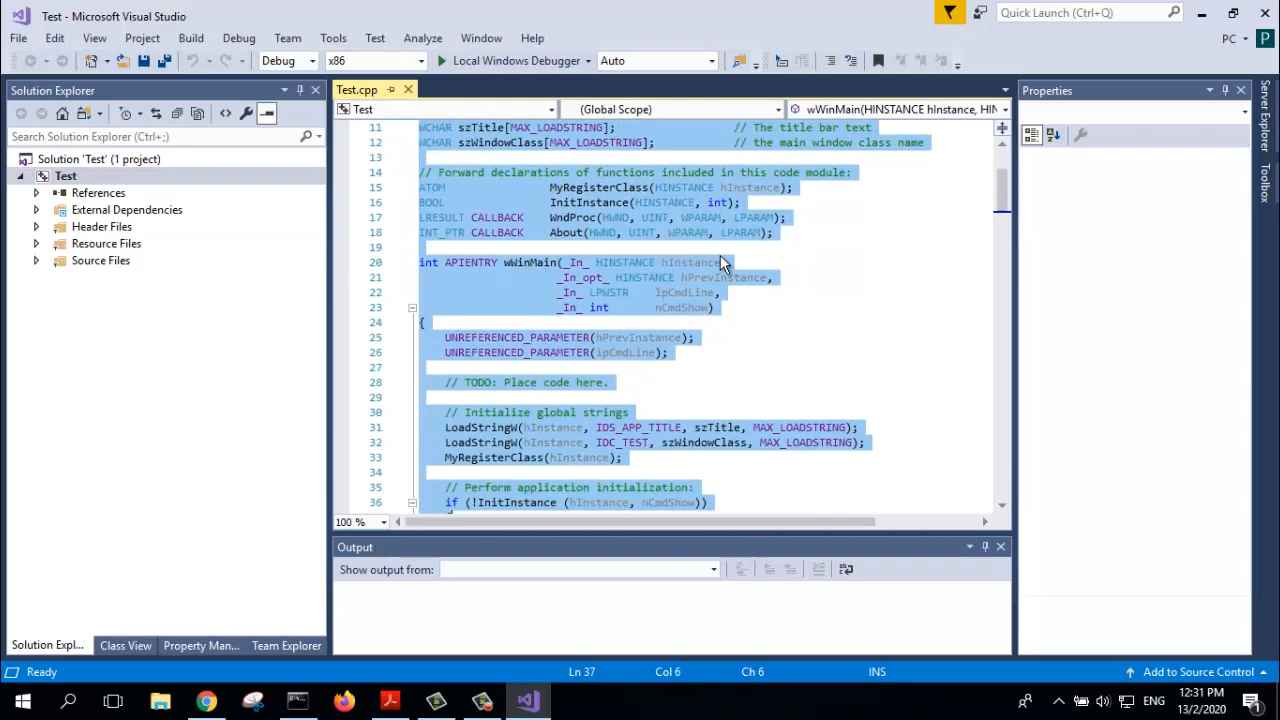 Test - Microsoft Visual Studio
Quick Launch (Ctrl+Q)
File Edit View Project Build Debug Team Tools Test Analyze Window Help
PC P
Debug x86 Local Windows Debugger Auto
Solution Explorer
Search Solution Explorer (Ctrl+;)
Solution 'Test' (1 project)
Test
References
External Dependencies
Header Files
Resource Files
Source Files
Solution Expl... Class View Property Man... Team Explorer
Test.cpp
Test (Global Scope) wWinMain(HINSTANCE hInstance, HIN
11 WCHAR szTitle[MAX_LOADSTRING]; // The title bar text
12 WCHAR szWindowClass[MAX_LOADSTRING]; // the main window class name
13
14 // Forward declarations of functions included in this code module:
15 ATOM MyRegisterClass(HINSTANCE hInstance);
16 BOOL InitInstance(HINSTANCE, int);
17 LRESULT CALLBACK WndProc(HWND, UINT, WPARAM, LPARAM);
18 INT_PTR CALLBACK About(HWND, UINT, WPARAM, LPARAM);
19
20 int APIENTRY wWinMain(_In_ HINSTANCE hInstance,
21 _In_opt_ HINSTANCE hPrevInstance,
22 _In_ LPWSTR lpCmdLine,
23 _In_ int nCmdShow)
24 {
25 UNREFERENCED_PARAMETER(hPrevInstance);
26 UNREFERENCED_PARAMETER(lpCmdLine);
27
28 // TODO: Place code here.
29
30 // Initialize global strings
31 LoadStringW(hInstance, IDS_APP_TITLE, szTitle, MAX_LOADSTRING);
32 LoadStringW(hInstance, IDC_TEST, szWindowClass, MAX_LOADSTRING);
33 MyRegisterClass(hInstance);
34
35 // Perform application initialization:
36 if (!InitInstance (hInstance, nCmdShow))
100 %
Output
Show output from:
Properties
Server Explorer
Toolbox
Ready Ln 37 Col 6 Ch 6 INS Add to Source Control
ENG
12:31 PM
13/2/2020
1